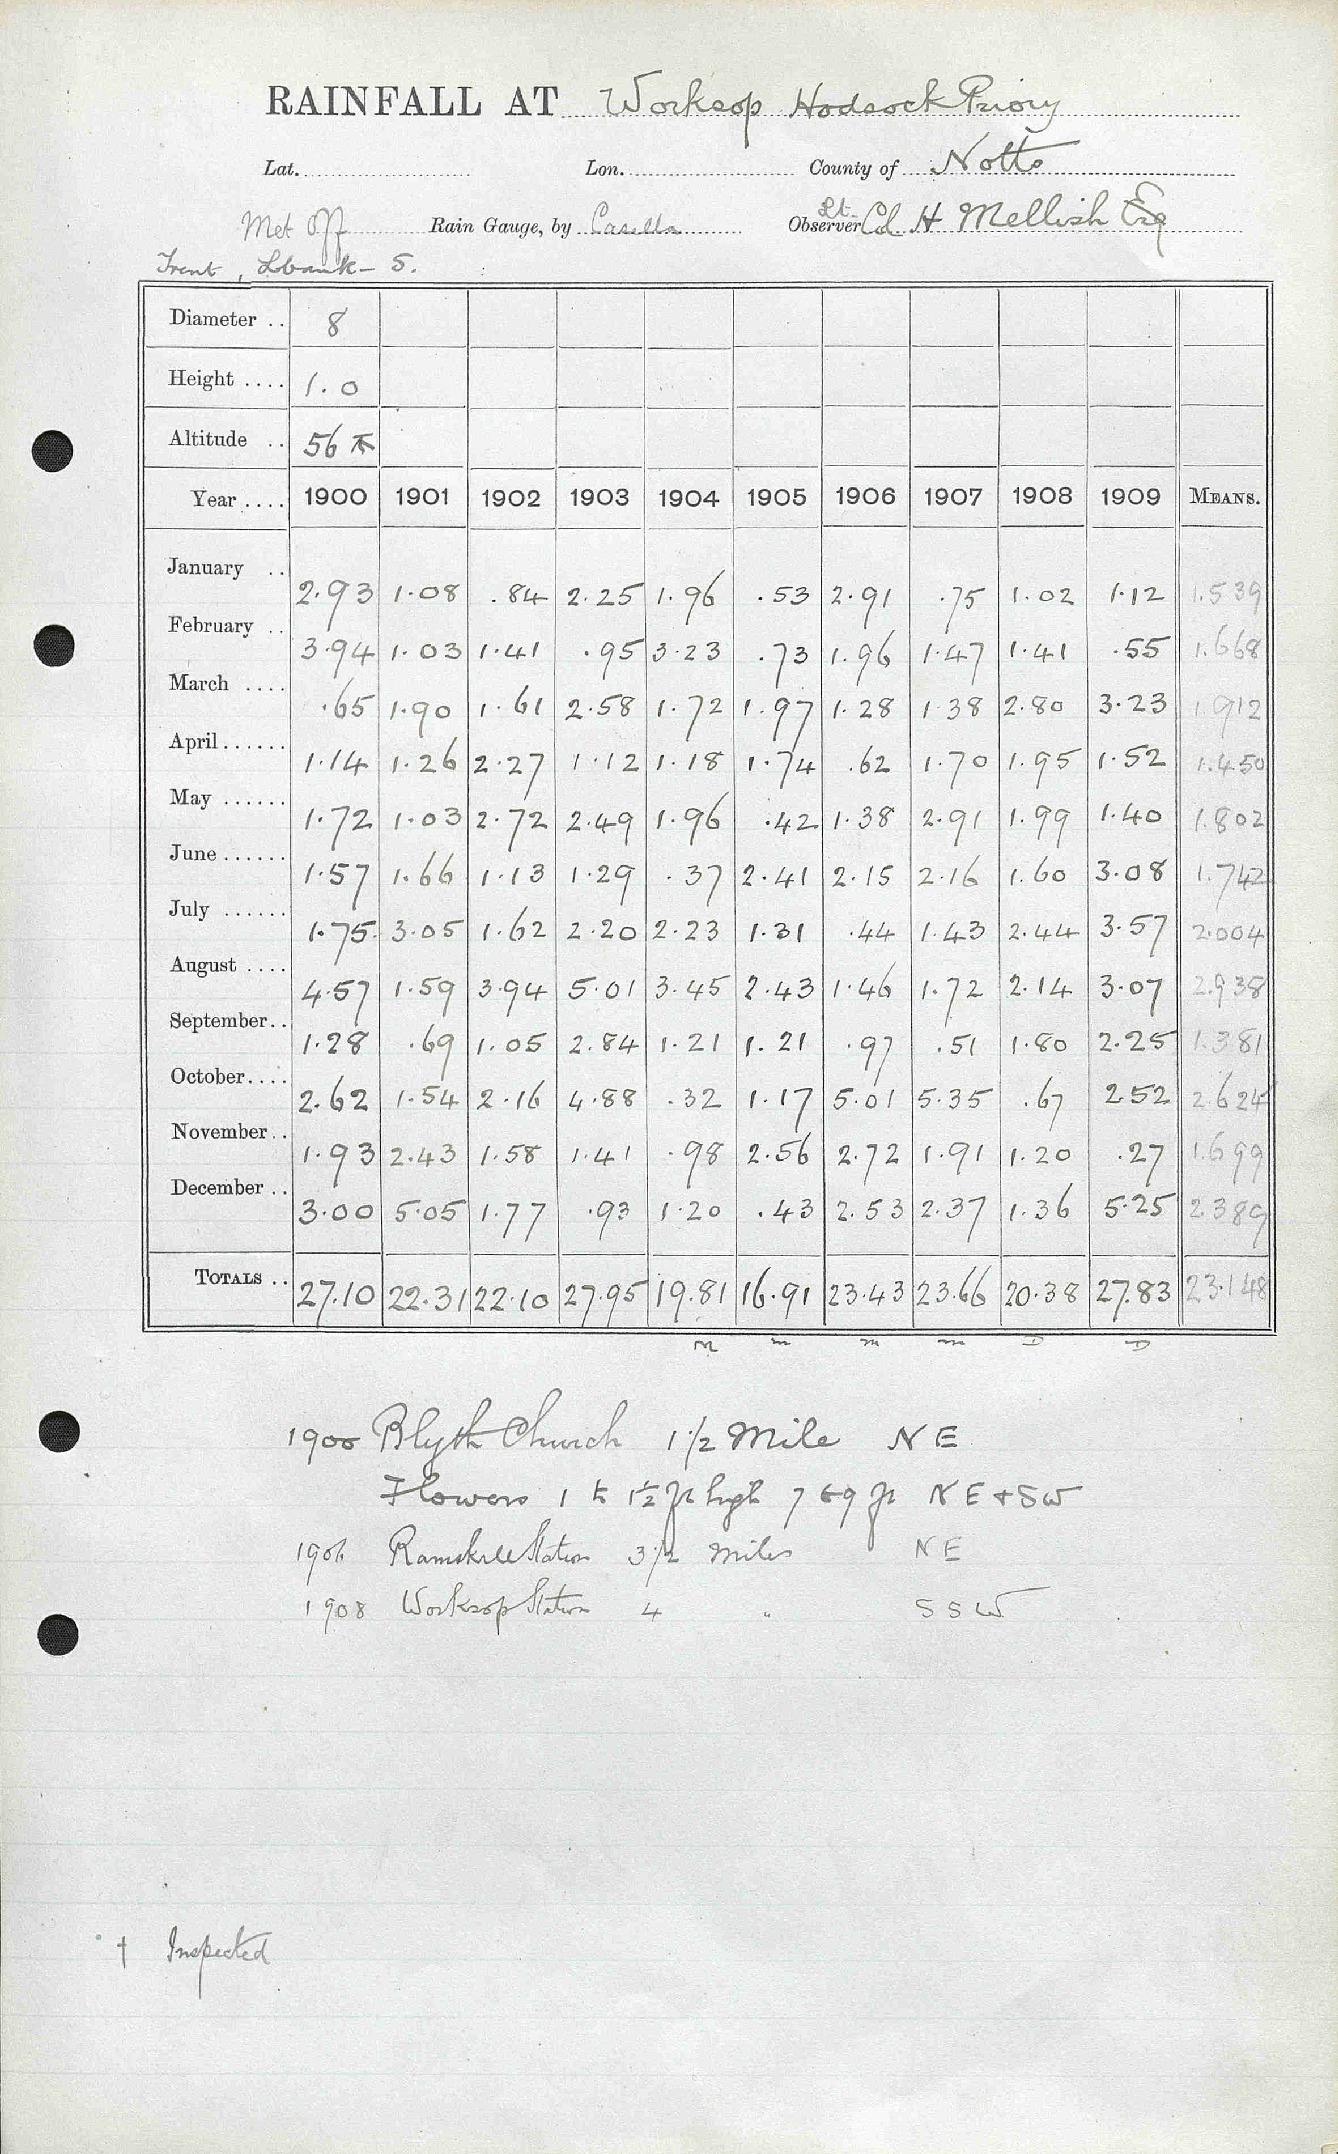 RAINFALL AT Worksop Hodsock Priory
Lat. Lon. County of Notts
Met Off Rain Gauge, by Casella Observer Lt. Col. H Mellish Esq
Trent, Lbank - 5.
Diameter .. 8
Height .... 1.0
Altitude .. 56
Year .... 1900 1901 1902 1903 1904 1905 1906 1907 1908 1909 MEANS.
January .. 2.93 1.08 .84 2.25 1.96 .53 2.91 .75 1.02 1.12 1.539
February .. 3.94 1.03 1.41 .95 3.23 .73 1.96 1.47 1.41 .55 1.668
March .... .65 1.90 1.61 2.58 1.72 1.97 1.28 1.38 2.80 3.23 1.912
April...... 1.14 1.26 2.27 1.12 1.18 1.74 .62 1.70 1.95 1.52 1.450
May ...... 1.72 1.03 2.72 2.49 1.96 .42 1.38 2.91 1.99 1.40 1.802
June...... 1.57 1.66 1.13 1.29 .37 2.41 2.15 2.16 1.60 3.08 1.742
July ...... 1.75 3.05 1.62 2.20 2.23 1.31 .44 1.43 2.44 3.57 2.004
August .... 4.57 1.59 3.94 5.01 3.45 2.43 1.46 1.72 2.14 3.07 2.938
September.. 1.28 .69 1.05 2.84 1.21 1.21 .97 .51 1.80 2.25 1.381
October.... 2.62 1.54 2.16 4.88 .32 1.17 5.01 5.35 .67 2.52 2.624
November.. 1.93 2.43 1.58 1.41 .98 2.56 2.72 1.91 1.20 .27 1.699
December .. 3.00 5.05 1.77 .93 1.20 .43 2.53 2.37 1.36 5.25 2.389
TOTALS .. 27.10 22.31 22.10 27.95 19.81 16.91 23.43 23.66 20.38 27.83 23.148
M m m m D D
1900 Blyth Church 1 1/2 Mile NE
Flowers 1 to 1½ ft high 7 to 9 ft NE + SW
1906 Ranskill Station 3 1/2 miles NE
1908 Worksop Station 4 " SSW
† Inspected